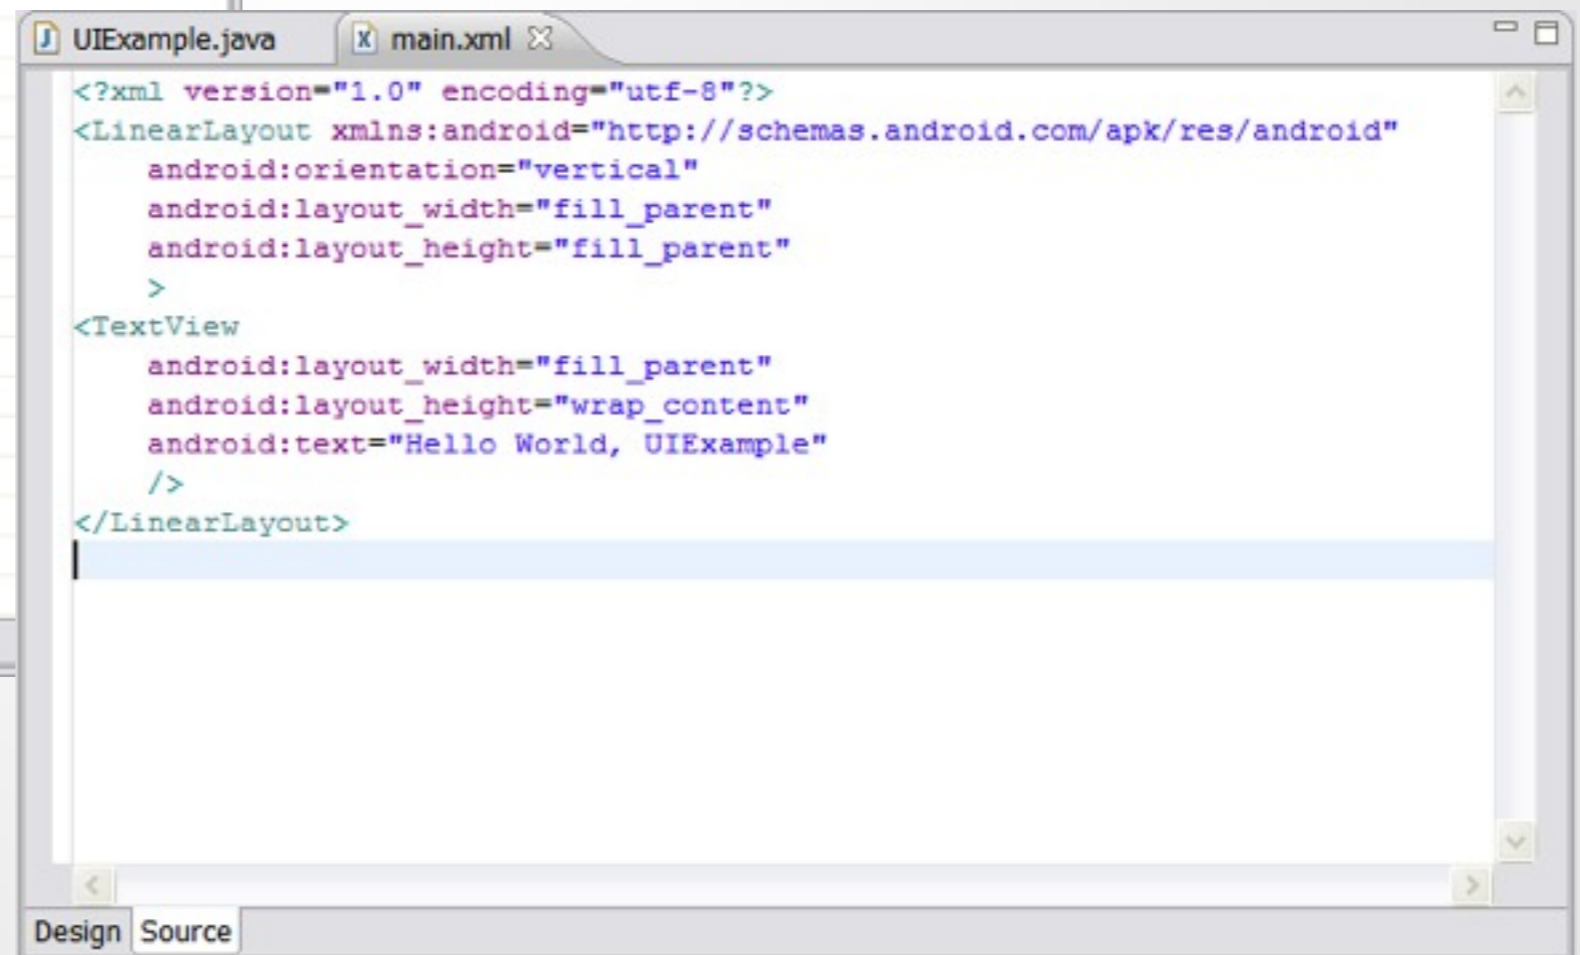 UIExample.java main.xml
<?xml version="1.0" encoding="utf-8"?>
<LinearLayout xmlns:android="http://schemas.android.com/apk/res/android"
    android:orientation="vertical"
    android:layout_width="fill_parent"
    android:layout_height="fill_parent"
    >
<TextView
    android:layout_width="fill_parent"
    android:layout_height="wrap_content"
    android:text="Hello World, UIExample"
    />
</LinearLayout>
Design Source